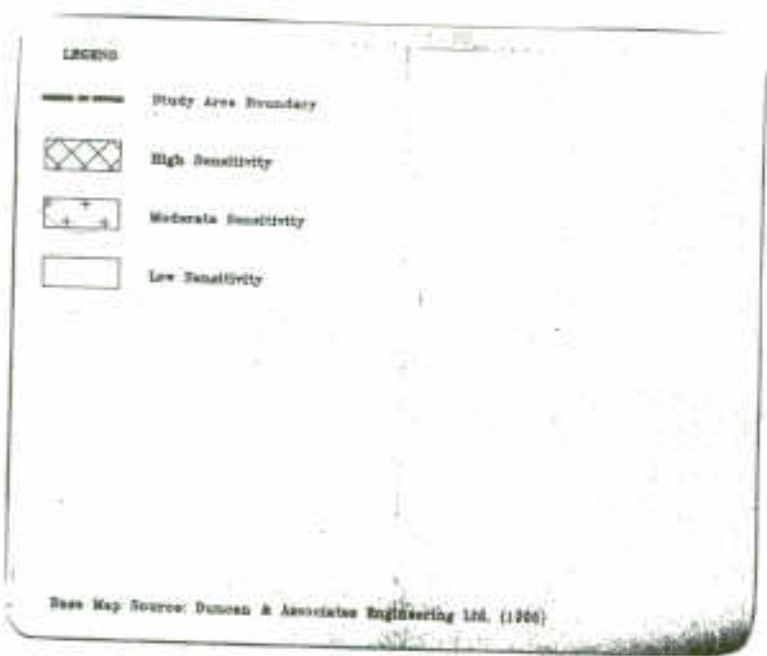 LEGEND
Study Area Boundary
High Sensitivity
Moderate Sensitivity
Low Sensitivity
Base Map Source: Duncan & Associates Engineering Ltd.